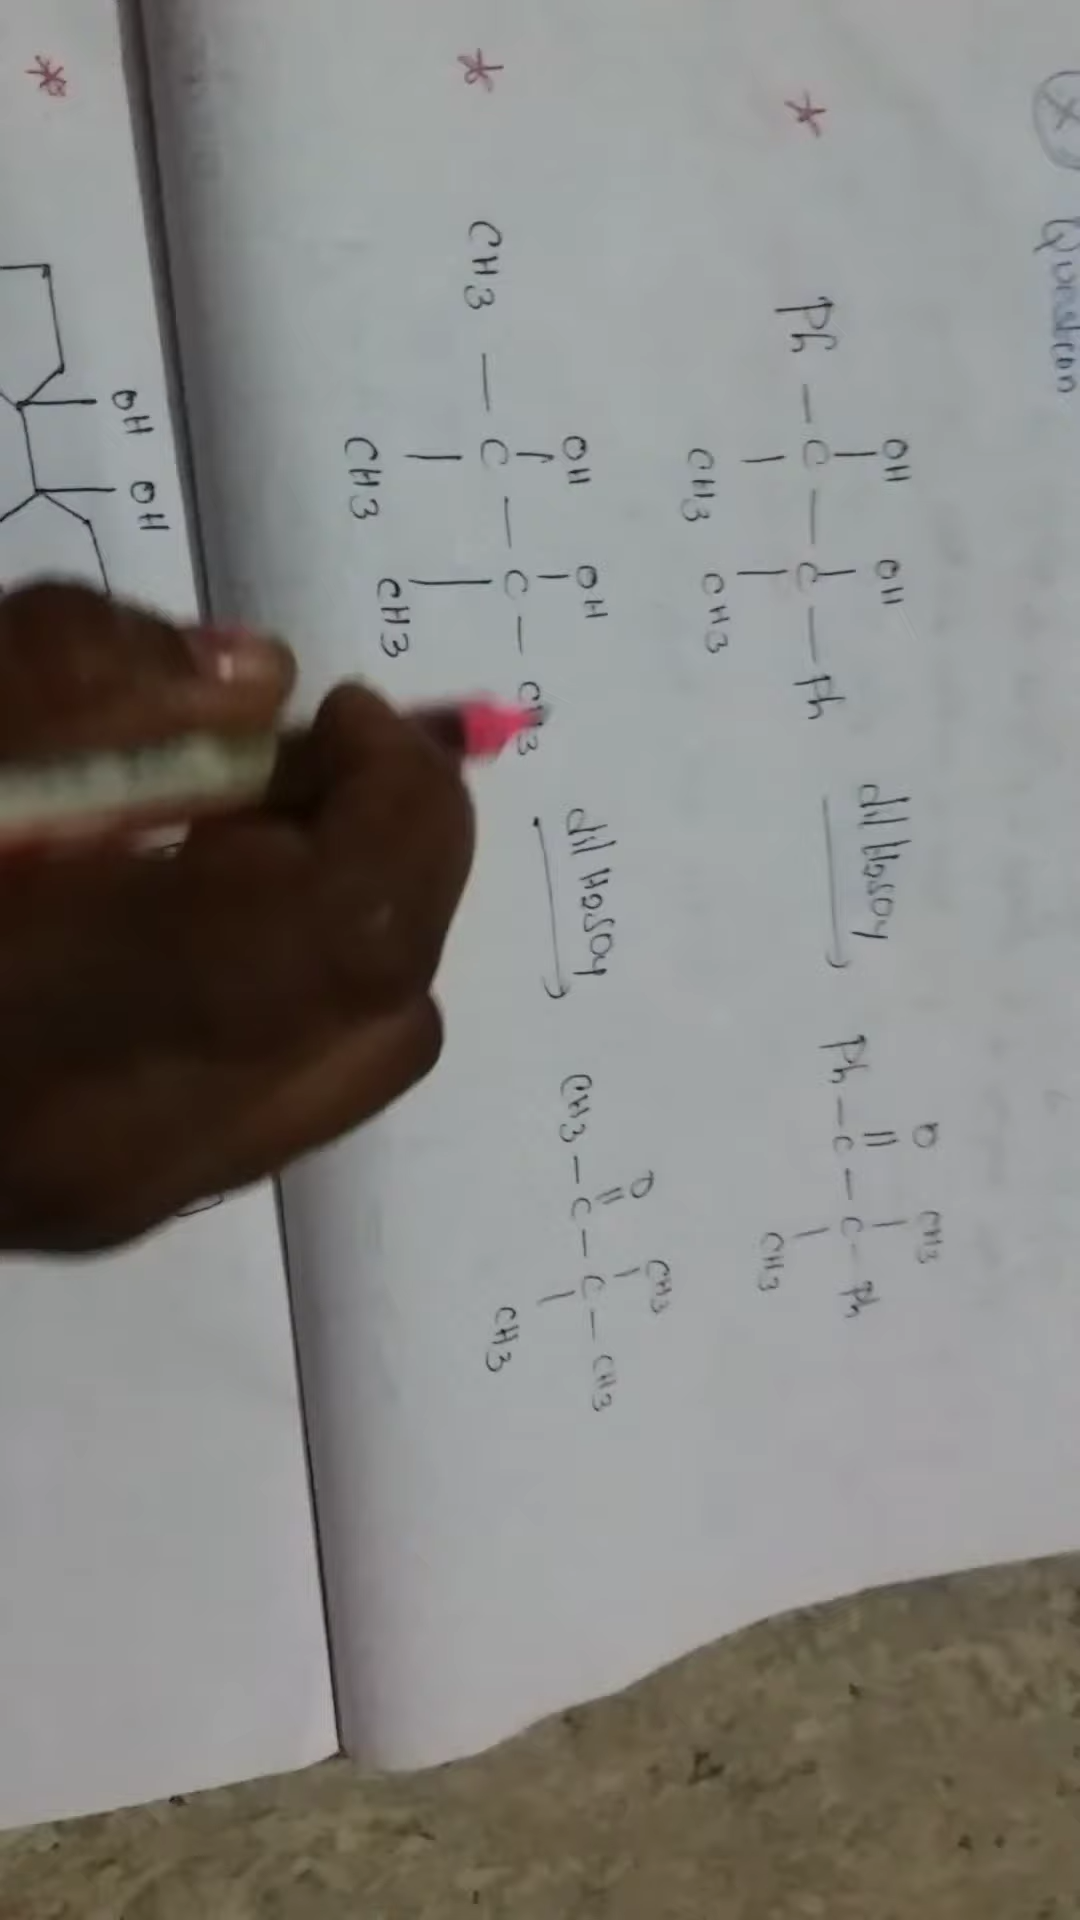 Question
* OH OH
Ph — C — C — Ph dil H2SO4 → Ph — C — C — Ph
CH3 CH3 O CH3 CH3
* OH OH
CH3 — C — C — CH3 dil H2SO4 → CH3 — C — C — CH3
CH3 CH3 O CH3 CH3
* OH OH